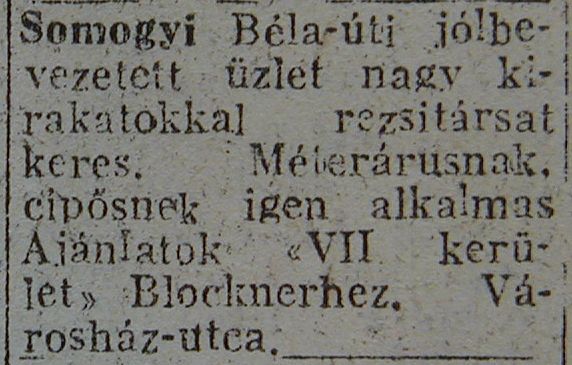 Somogyi Béla-úti jólbe-
vezetett üzlet nagy ki-
rakatokkal rezsitársat
keres. Méterárusnak,
cipősnek igen alkalmas
Ajánlatok «VII kerü-
let» Blocknerhez, Vá-
rosház-utca.